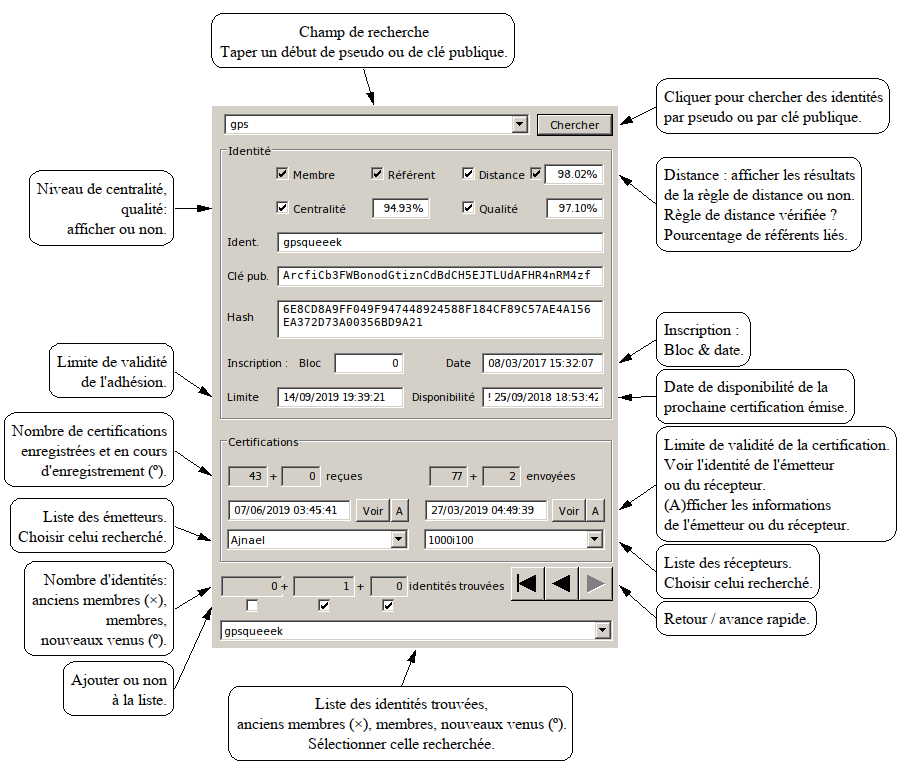 Champ de recherche
Taper un début de pseudo ou de clé publique.
Cliquer pour chercher des identités
par pseudo ou par clé publique.
gps
Chercher
Identité
Membre
Référent
Distance
98.02%
Centralité
94.93%
Qualité
97.10%
Niveau de centralité,
qualité:
afficher ou non.
Distance : afficher les résultats
de la règle de distance ou non.
Règle de distance vérifiée ?
Pourcentage de référents liés.
Ident.
gpsqueeek
Clé pub.
ArcfiCb3FWBonodGtiznCdBdCH5EJTLUdAFHR4nRM4zf
Hash
6E8CD8A9FF049F947448924588F184CF89C57AE4A156
EA372D73A00356BD9A21
Inscription : Bloc
0
Date
08/03/2017 15:32:07
Inscription :
Bloc & date.
Limite de validité
de l'adhésion.
Limite
14/09/2019 19:39:21
Disponibilité
! 25/09/2018 18:53:42
Date de disponibilité de la
prochaine certification émise.
Nombre de certifications
enregistrées et en cours
d'enregistrement (º).
Certifications
43 + 0 reçues
77 + 2 envoyées
Limite de validité de la certification.
Voir l'identité de l'émetteur
ou du récepteur.
(A)fficher les informations
de l'émetteur ou du récepteur.
07/06/2019 03:45:41
Voir
A
27/03/2019 04:49:39
Voir
A
Liste des émetteurs.
Choisir celui recherché.
Ajnael
1000i100
Liste des récepteurs.
Choisir celui recherché.
Nombre d'identités:
anciens membres (×),
membres,
nouveaux venus (º).
0 + 1 + 0 identités trouvées
Retour / avance rapide.
Ajouter ou non
à la liste.
gpsqueeek
Liste des identités trouvées,
anciens membres (×), membres, nouveaux venus (º).
Sélectionner celle recherchée.